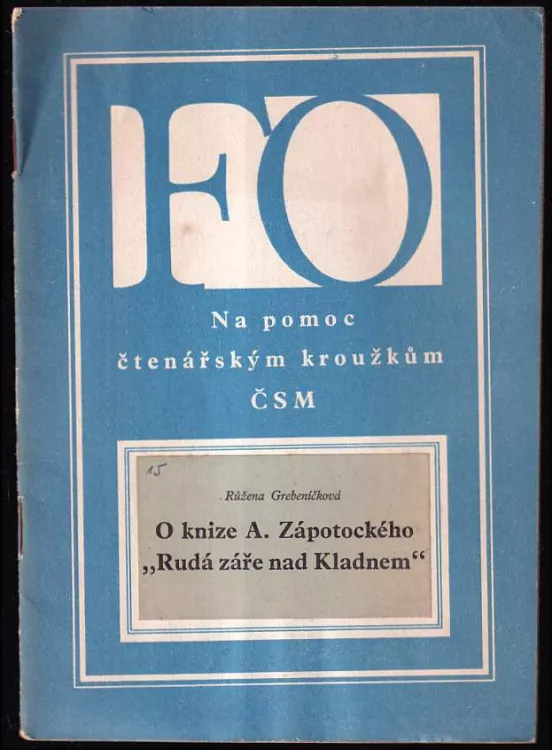 FO
Na pomoc
čtenářským kroužkům
ČSM
15
Růžena Grebeníčková
O knize A. Zápotockého
„Rudá záře nad Kladnem“